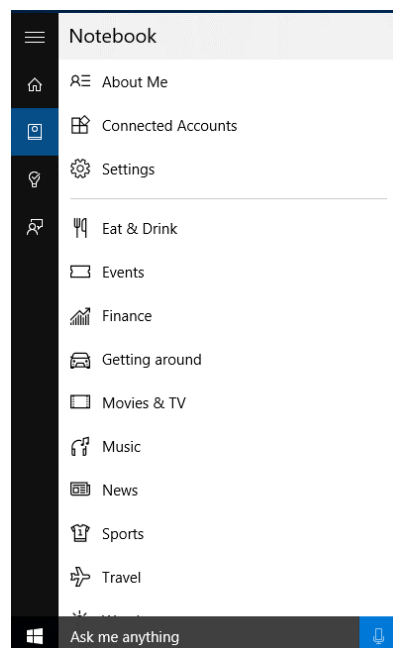 Notebook
About Me
Connected Accounts
Settings
Eat & Drink
Events
Finance
Getting around
Movies & TV
Music
News
Sports
Travel
Ask me anything